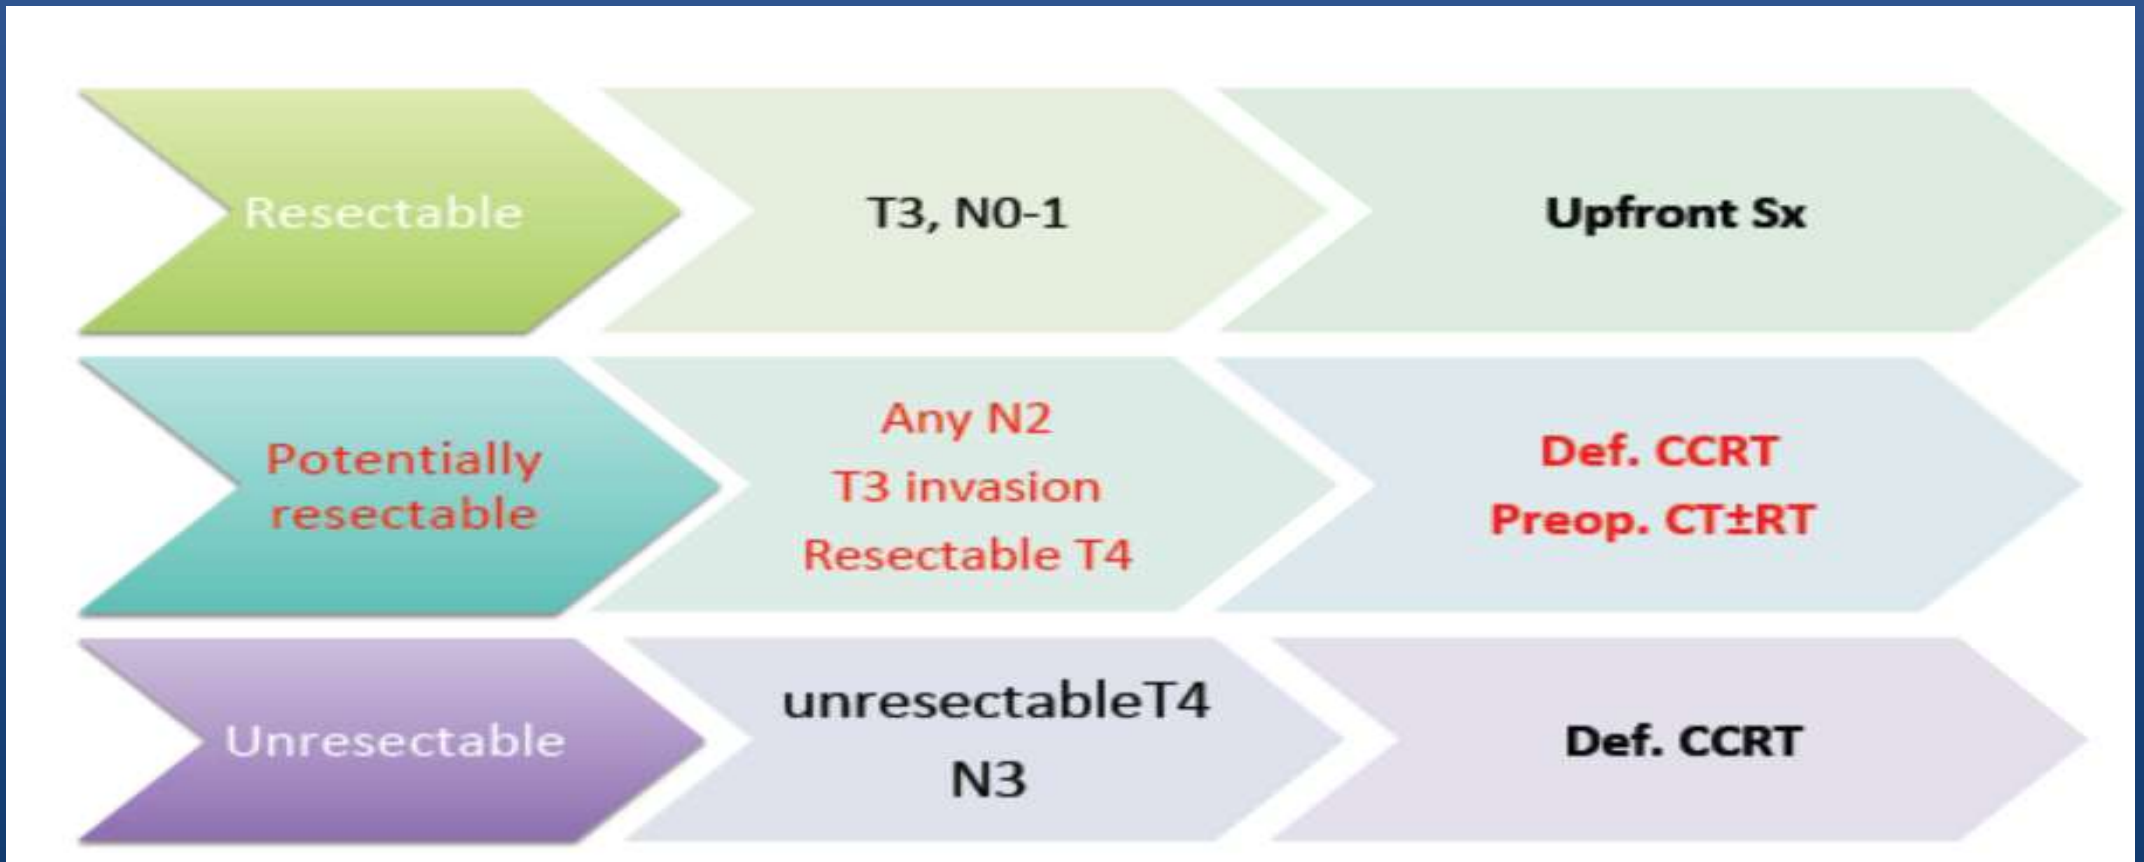 Resectable
T3, N0-1
Upfront Sx
Potentially
resectable
Any N2
T3 invasion
Resectable T4
Def. CCRT
Preop. CT±RT
Unresectable
unresectableT4
N3
Def. CCRT